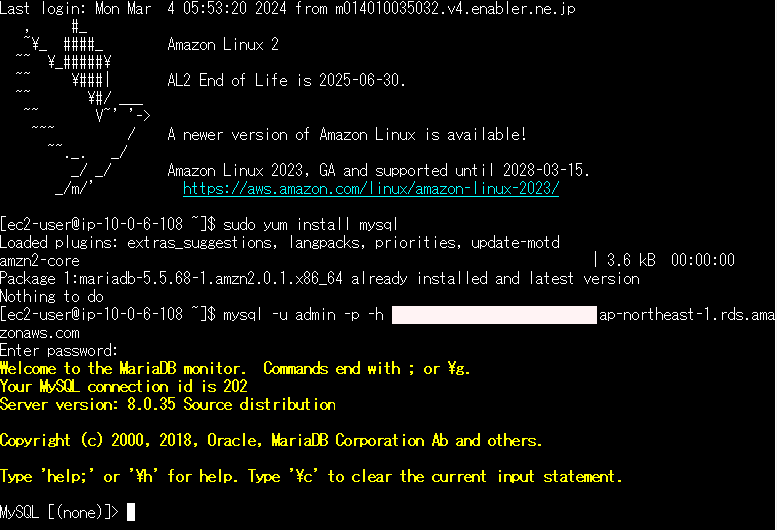 Last login: Mon Mar  4 05:53:20 2024 from m014010035032.v4.enabler.ne.jp
   ,     #_
   ~¥_  ####_        Amazon Linux 2
  ~~  ¥_#####¥
  ~~     ¥###|       AL2 End of Life is 2025-06-30.
  ~~       ¥#/ ___
   ~~       V~' '->
    ~~~         /    A newer version of Amazon Linux is available!
      ~~._.   _/
         _/ _/       Amazon Linux 2023, GA and supported until 2028-03-15.
       _/m/'           https://aws.amazon.com/linux/amazon-linux-2023/
[ec2-user@ip-10-0-6-108 ~]$ sudo yum install mysql
Loaded plugins: extras_suggestions, langpacks, priorities, update-motd
amzn2-core                                                    | 3.6 kB  00:00:00
Package 1:mariadb-5.5.68-1.amzn2.0.1.x86_64 already installed and latest version
Nothing to do
[ec2-user@ip-10-0-6-108 ~]$ mysql -u admin -p -h ap-northeast-1.rds.ama
zonaws.com
Enter password:
Welcome to the MariaDB monitor.  Commands end with ; or ¥g.
Your MySQL connection id is 202
Server version: 8.0.35 Source distribution
Copyright (c) 2000, 2018, Oracle, MariaDB Corporation Ab and others.
Type 'help;' or '¥h' for help. Type '¥c' to clear the current input statement.
MySQL [(none)]>